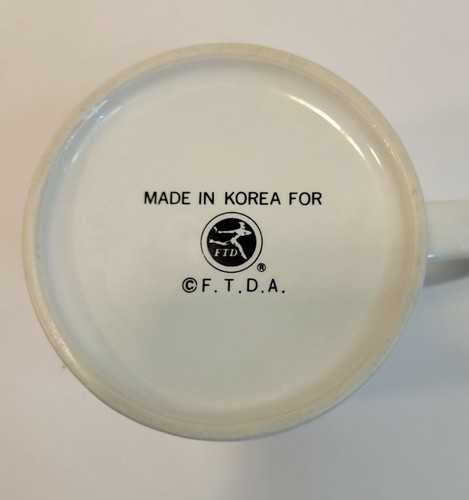 MADE IN KOREA FOR
FTD
®
© F. T. D. A.